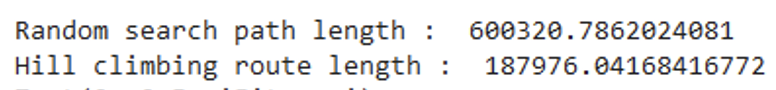 Random search path length :  600320.7862024081
Hill climbing route length :  187976.04168416772